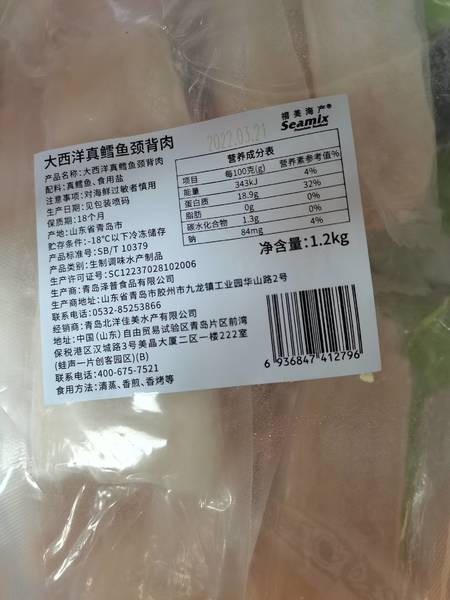 2022.03.21
禧美海产®
Seamix
大西洋真鳕鱼颈背肉
产品名称:大西洋真鳕鱼颈背肉
配料:真鳕鱼、食用盐
注意事项:对海鲜过敏者慎用
生产日期:见包装喷码
保质期:18个月
产地:山东省青岛市
贮存条件:-18℃以下冷冻储存
产品标准号:SB/T 10379
产品类别:生制调味水产制品
生产许可证号:SC12237028102006
生产商:青岛泽普食品有限公司
生产商地址:山东省青岛市胶州市九龙镇工业园华山路2号
联系电话:0532-85253866
经销商:青岛北洋佳美水产有限公司
地址:中国(山东)自由贸易试验区青岛片区前湾
保税港区汉城路3号美晶大厦二区一楼222室
(蛙声一片创客园区)(B)
联系电话:400-675-7521
食用方法:清蒸、香煎、香烤等
营养成分表
项目 每100克(g) 营养素参考值%
能量 343kJ 4%
蛋白质 18.9g 32%
脂肪 0g 0%
碳水化合物 1.3g 0%
钠 84mg 4%
净含量:1.2kg
6 936847 412796